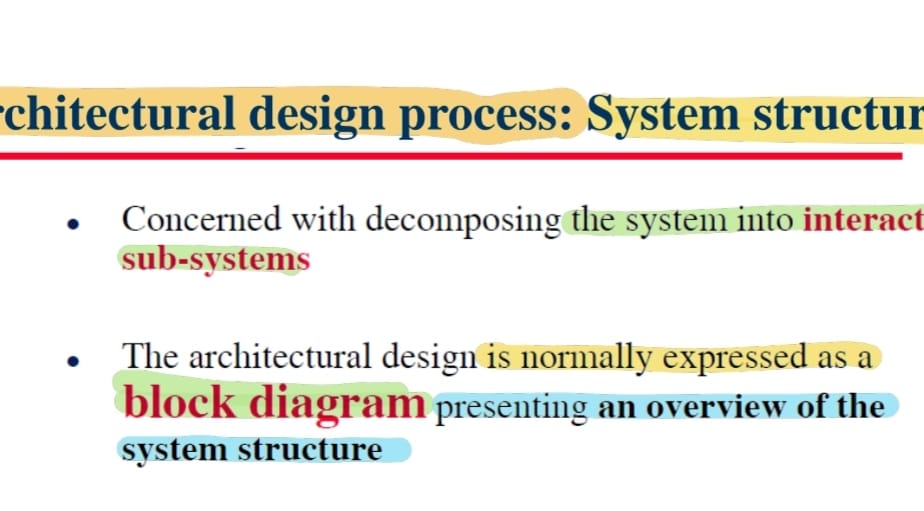 rchitectural design process: System structur
• Concerned with decomposing the system into interact
sub-systems
• The architectural design is normally expressed as a
block diagram presenting an overview of the
system structure